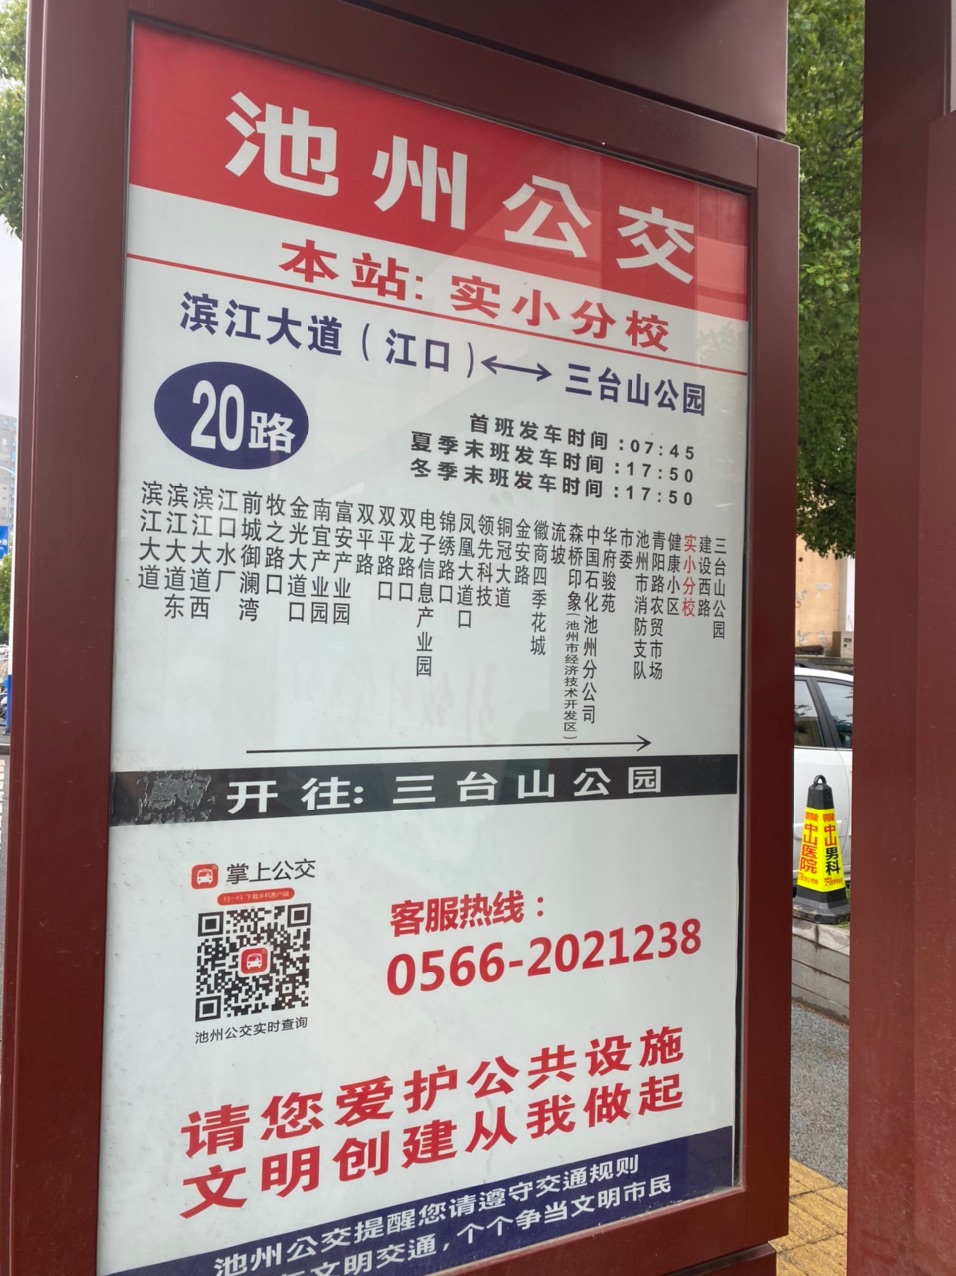 池州公交
本站:实小分校
滨江大道(江口)⟷三台山公园
20路
首班发车时间:07:45
夏季末班发车时间:17:50
冬季末班发车时间:17:50
滨江大道
滨江大道东
滨江大道西
江口水厂
前城御澜湾
牧之路口
金光大道口
南宜产业园
富安产业园
双平路
双平路口
双龙路口
电子信息产业园
锦绣路口
凤凰大道口
领先科技
铜冠大道
金安路
徽商四季花城
流坡
森桥印象(池州市经济技术开发区)
中国石化池州分公司
华府骏苑
市委
池州市消防支队
青阳路农贸市场
健康小区
实小分校
建设西路
三台山公园
开往:三台山公园
掌上公交
扫一扫 下载手机客户端
池州公交实时查询
客服热线:
0566-2021238
请您爱护公共设施
文明创建从我做起
池州公交提醒您请遵守交通规则
文明交通,个个争当文明市民
中山医院
中山男科